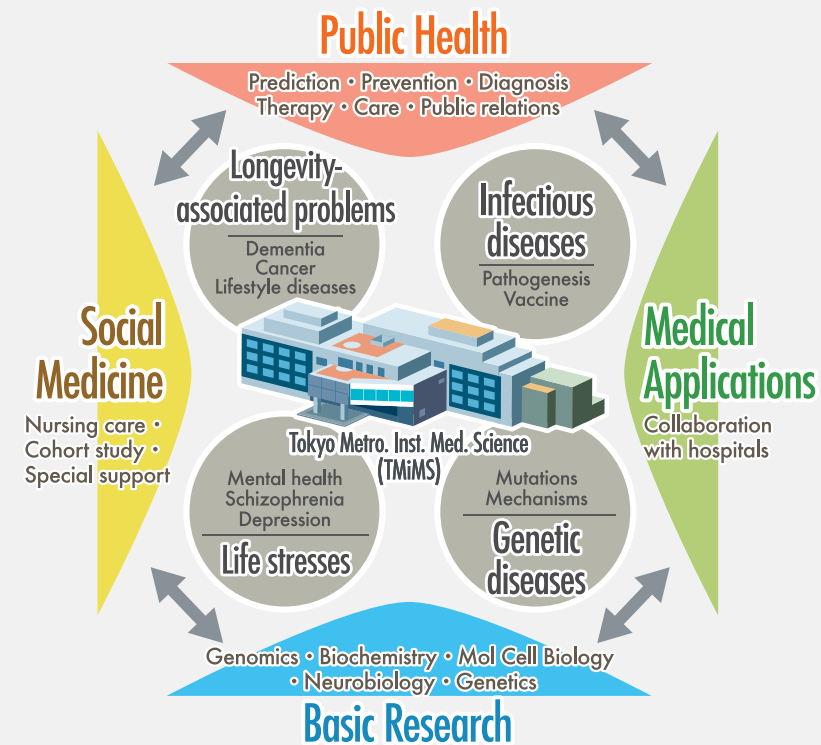 Public Health
Prediction • Prevention • Diagnosis
Therapy • Care • Public relations
Longevity-
associated problems
Dementia
Cancer
Lifestyle diseases
Infectious
diseases
Pathogenesis
Vaccine
Social
Medicine
Nursing care •
Cohort study •
Special support
Medical
Applications
Collaboration
with hospitals
Tokyo Metro. Inst. Med. Science
(TMiMS)
Mental health
Schizophrenia
Depression
Life stresses
Mutations
Mechanisms
Genetic
diseases
Genomics • Biochemistry • Mol Cell Biology
• Neurobiology • Genetics
Basic Research